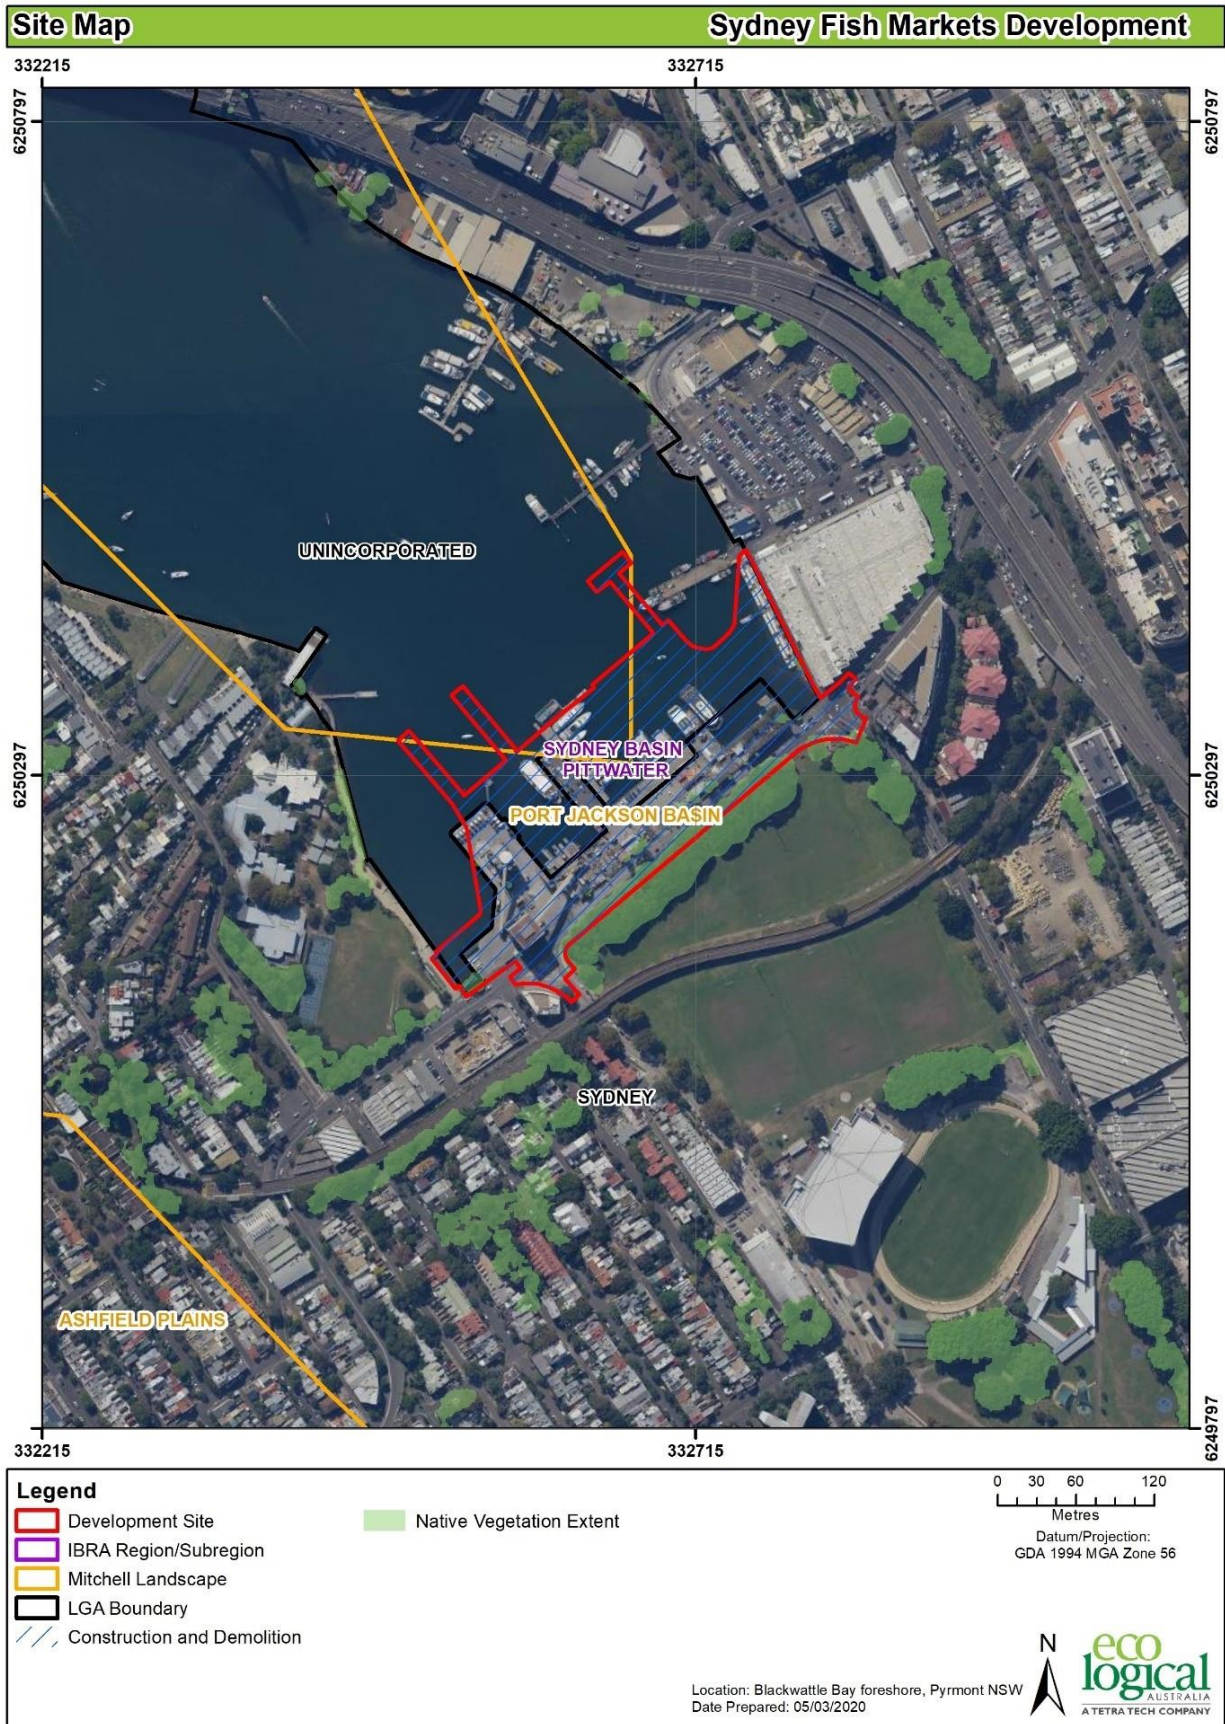 Site Map
Sydney Fish Markets Development
332215
332715
6250797
6250797
UNINCORPORATED
6250297
6250297
SYDNEY BASIN
PITTWATER
PORT JACKSON BASIN
SYDNEY
ASHFIELD PLAINS
6249797
332215
332715
Legend
Development Site
IBRA Region/Subregion
Mitchell Landscape
LGA Boundary
Construction and Demolition
Native Vegetation Extent
0 30 60 120
Metres
Datum/Projection:
GDA 1994 MGA Zone 56
Location: Blackwattle Bay foreshore, Pyrmont NSW
Date Prepared: 05/03/2020
N
eco
logical
AUSTRALIA
A TETRA TECH COMPANY